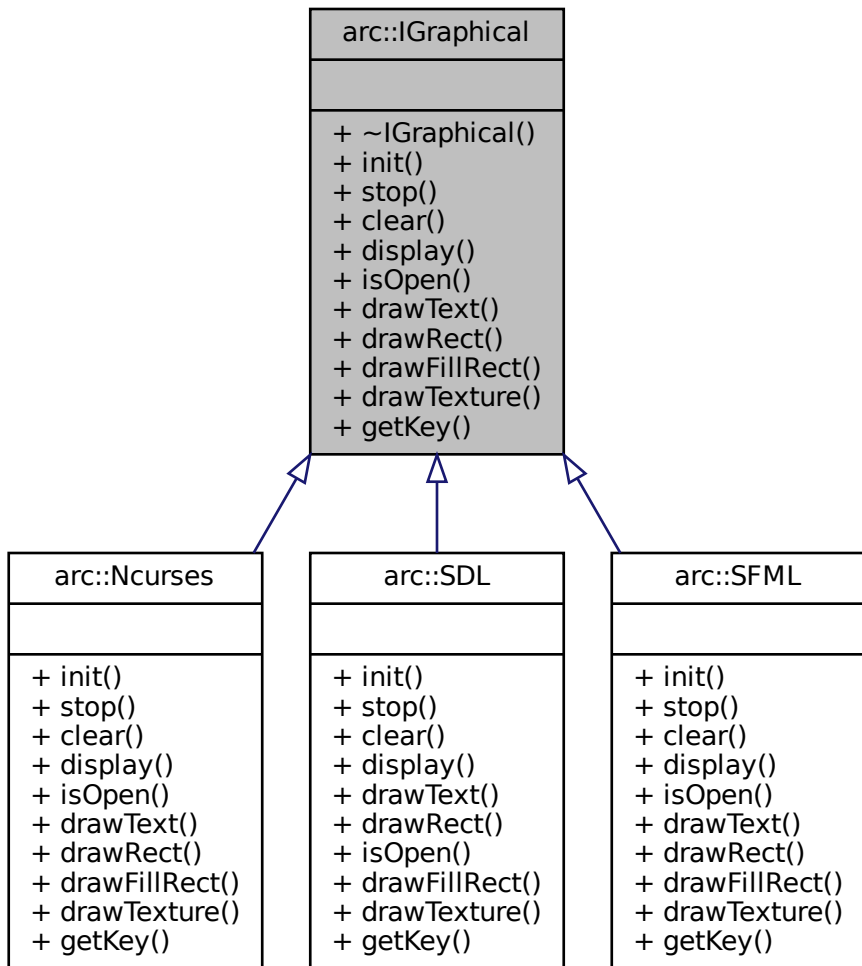 arc::IGraphical
+ ~IGraphical()
+ init()
+ stop()
+ clear()
+ display()
+ isOpen()
+ drawText()
+ drawRect()
+ drawFillRect()
+ drawTexture()
+ getKey()
arc::Ncurses
+ init()
+ stop()
+ clear()
+ display()
+ isOpen()
+ drawText()
+ drawRect()
+ drawFillRect()
+ drawTexture()
+ getKey()
arc::SDL
+ init()
+ stop()
+ clear()
+ display()
+ drawText()
+ drawRect()
+ isOpen()
+ drawFillRect()
+ drawTexture()
+ getKey()
arc::SFML
+ init()
+ stop()
+ clear()
+ display()
+ isOpen()
+ drawText()
+ drawRect()
+ drawFillRect()
+ drawTexture()
+ getKey()